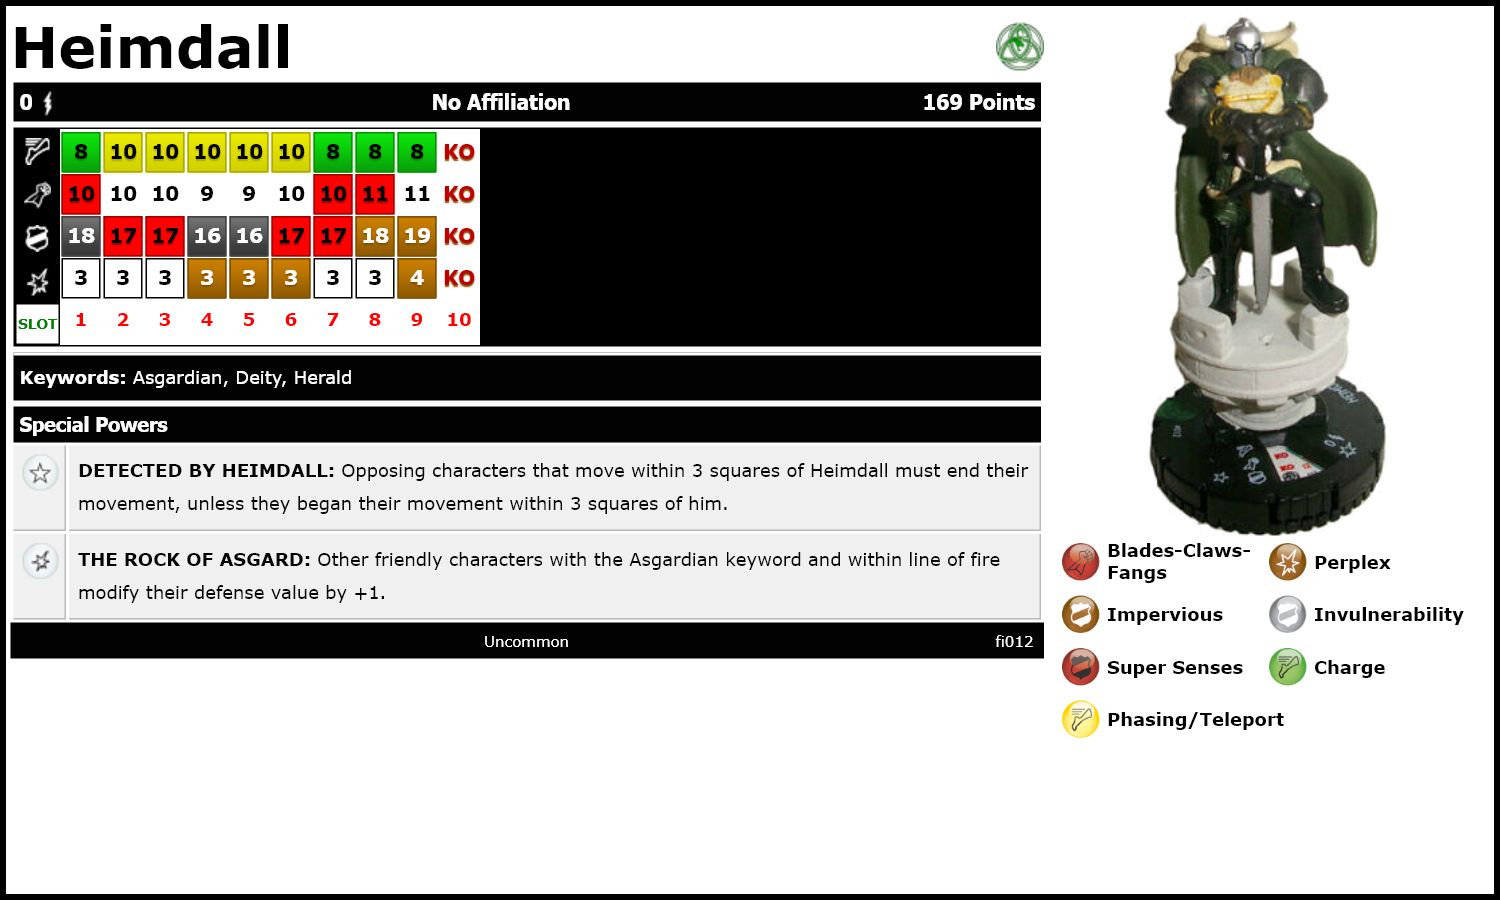 Heimdall
0 No Affiliation 169 Points
8 10 10 10 10 10 8 8 8 KO
10 10 10 9 9 10 10 11 11 KO
18 17 17 16 16 17 17 18 19 KO
3 3 3 3 3 3 3 3 4 KO
SLOT 1 2 3 4 5 6 7 8 9 10
Keywords: Asgardian, Deity, Herald
Special Powers
DETECTED BY HEIMDALL: Opposing characters that move within 3 squares of Heimdall must end their
movement, unless they began their movement within 3 squares of him.
THE ROCK OF ASGARD: Other friendly characters with the Asgardian keyword and within line of fire
modify their defense value by +1.
Uncommon fi012
Blades-Claws-
Fangs
Perplex
Impervious
Invulnerability
Super Senses
Charge
Phasing/Teleport